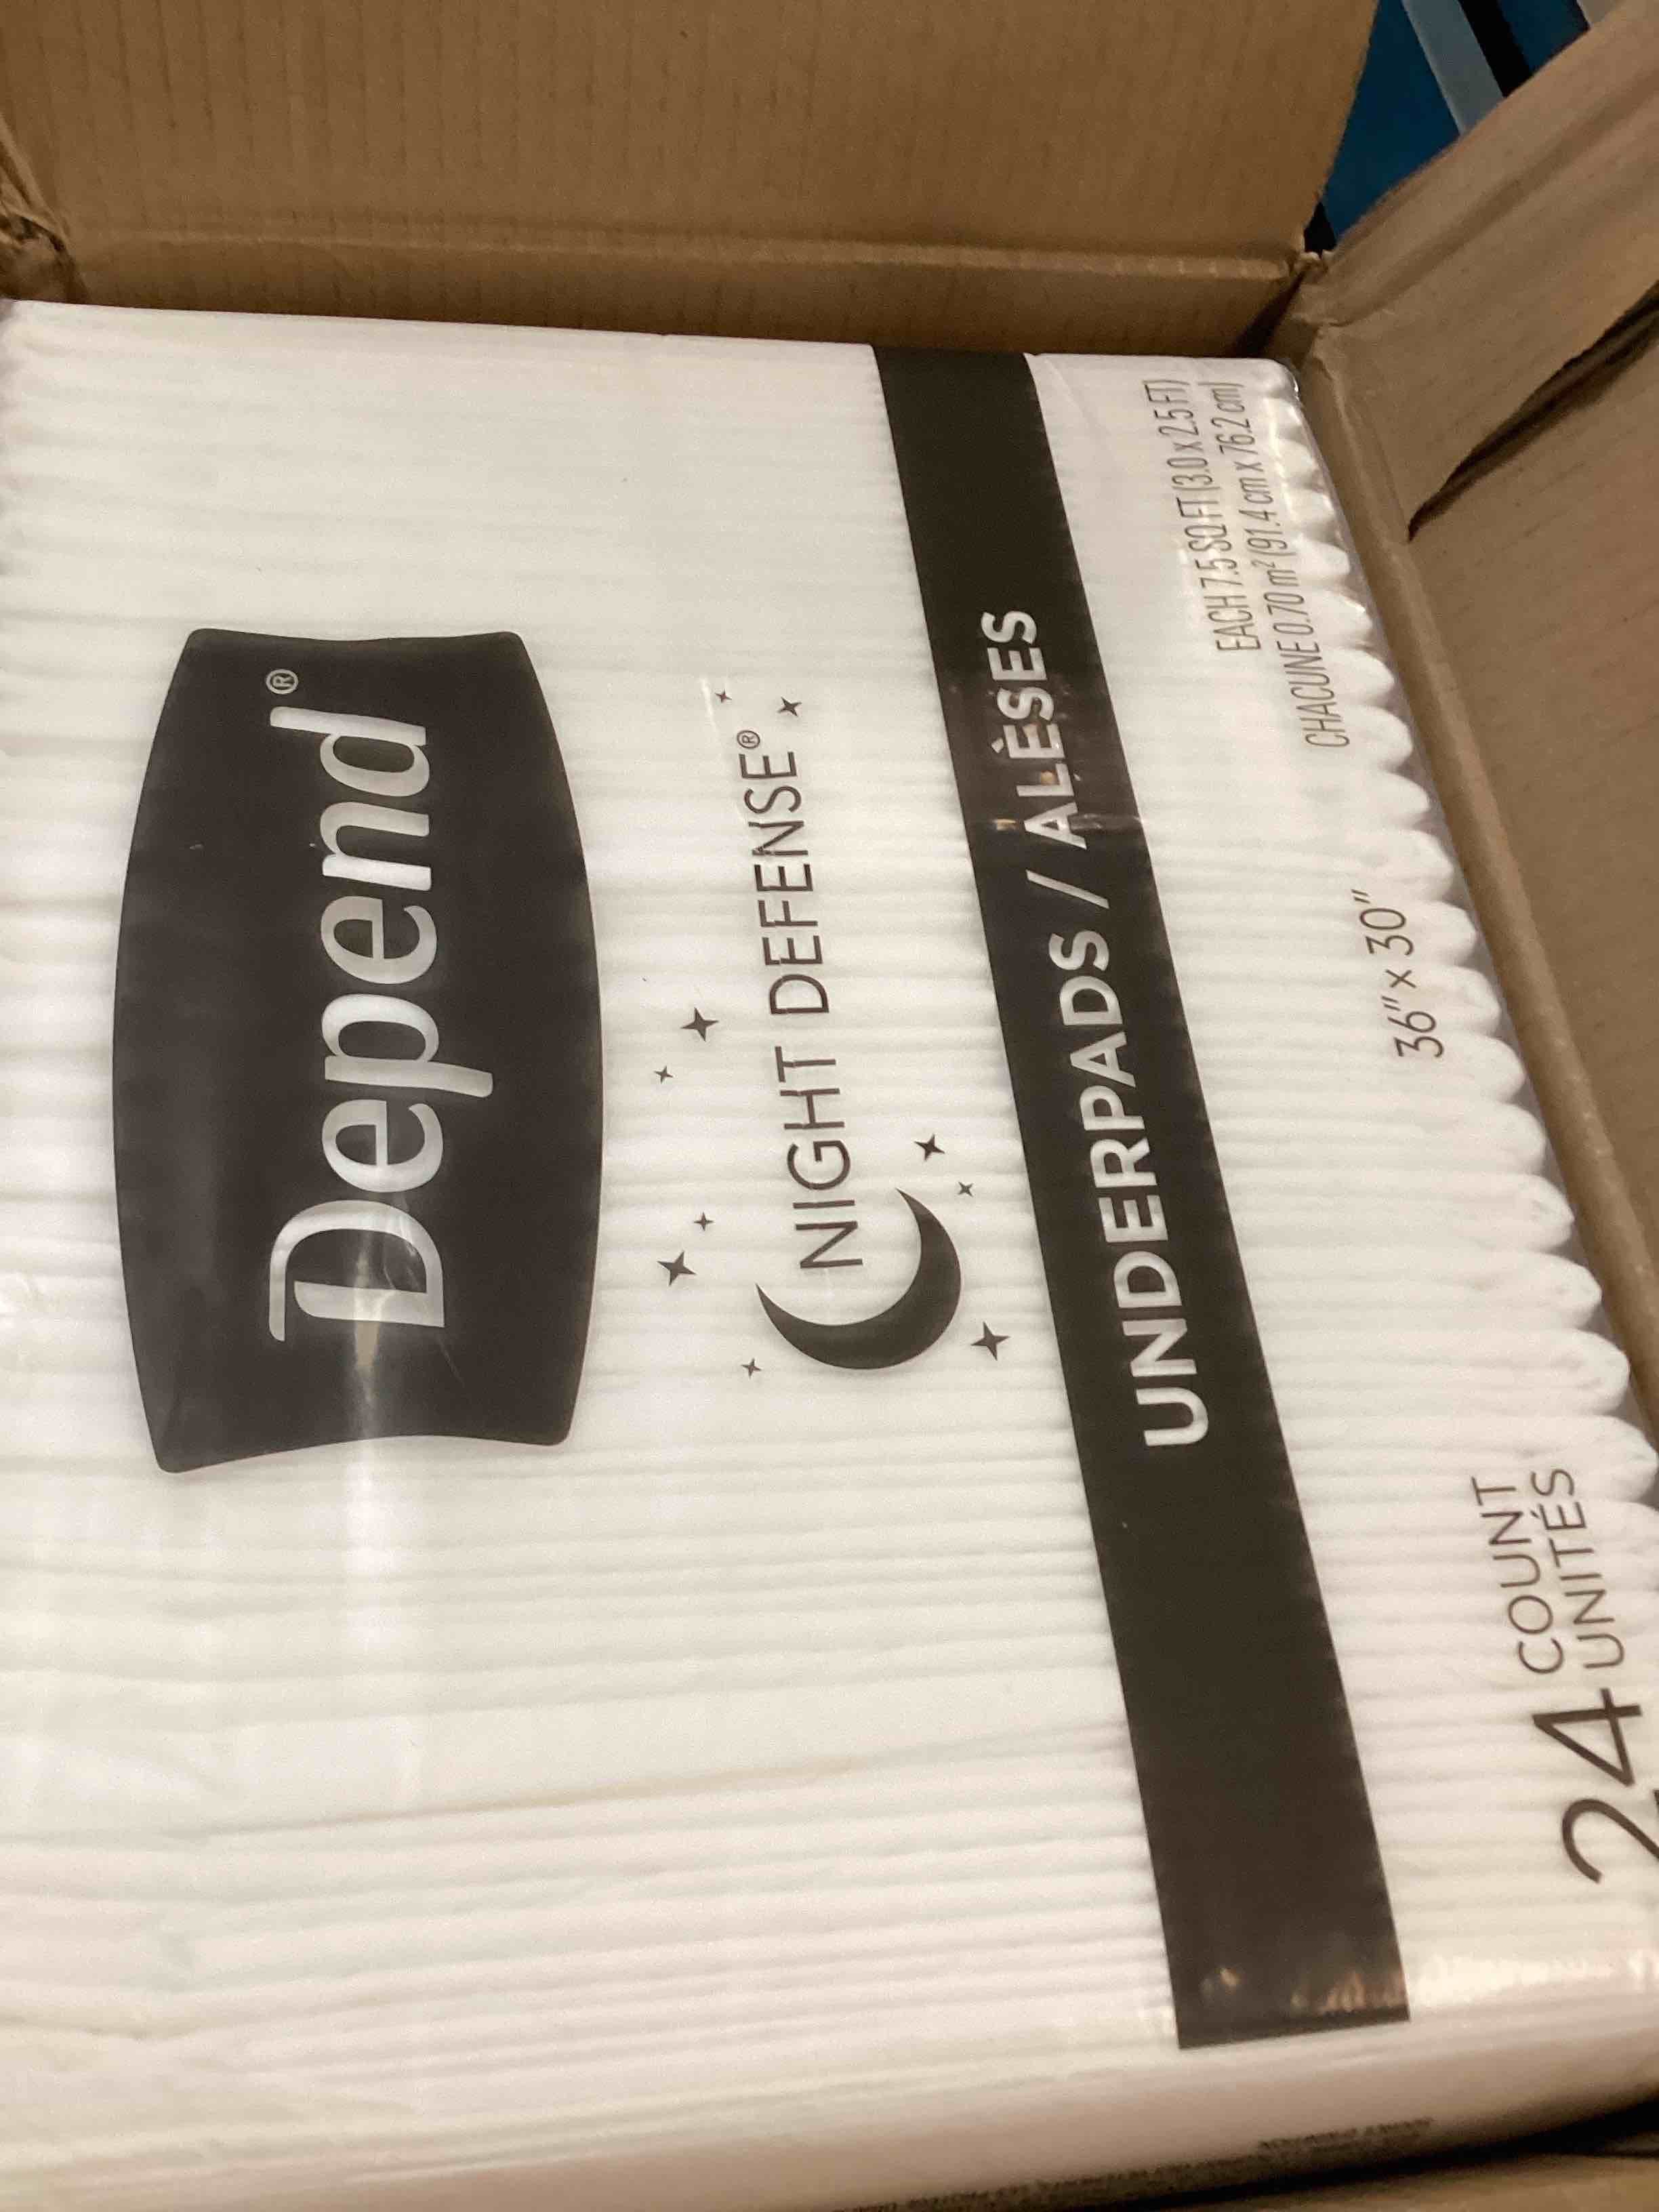 Depend®
NIGHT DEFENSE®
UNDERPADS / ALÈSES
24 COUNT
UNITÉS
36" x 30"
EACH 7.5 SQ FT (3.0 x 2.5 FT)
CHACUNE 0.70 m² (91.4 cm x 76.2 cm)